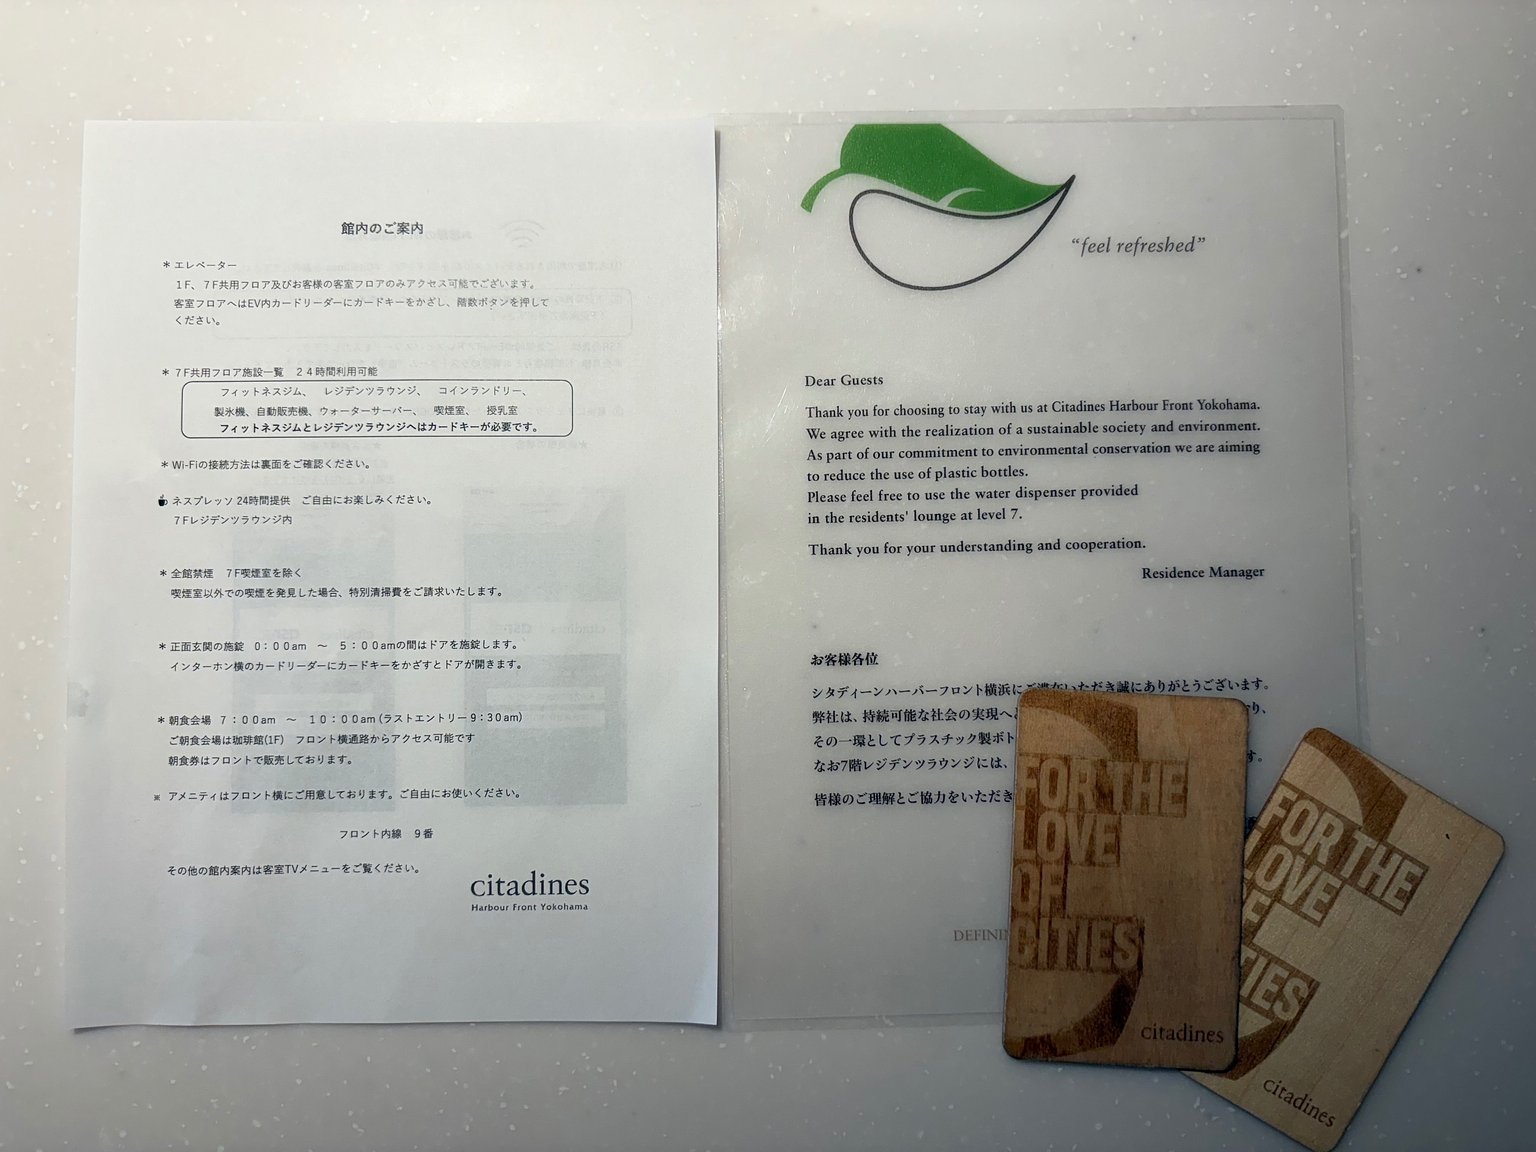 館内のご案内
＊エレベーター
１F、７F共用フロア及びお客様の客室フロアのみアクセス可能でございます。
客室フロアへはEV内カードリーダーにカードキーをかざし、階数ボタンを押して
ください。
＊７F共用フロア施設一覧　２４時間利用可能
フィットネスジム、　レジデンツラウンジ、　コインランドリー、
製氷機、自動販売機、ウォーターサーバー、　喫煙室、　授乳室
フィットネスジムとレジデンツラウンジへはカードキーが必要です。
＊Wi-Fiの接続方法は裏面をご確認ください。
ネスプレッソ 24時間提供　ご自由にお楽しみください。
７Fレジデンツラウンジ内
＊全館禁煙　７F喫煙室を除く
喫煙室以外での喫煙を発見した場合、特別清掃費をご請求いたします。
＊正面玄関の施錠　０：００am　～　５：００amの間はドアを施錠します。
インターホン横のカードリーダーにカードキーをかざすとドアが開きます。
＊朝食会場　７：００am　～　１０：００am (ラストエントリー９：３０am)
ご朝食会場は珈琲館(1F)　フロント横通路からアクセス可能です
朝食券はフロントで販売しております。
※　アメニティはフロント横にご用意しております。ご自由にお使いください。
フロント内線　９番
その他の館内案内は客室TVメニューをご覧ください。
citadines
Harbour Front Yokohama
“feel refreshed”
Dear Guests
Thank you for choosing to stay with us at Citadines Harbour Front Yokohama.
We agree with the realization of a sustainable society and environment.
As part of our commitment to environmental conservation we are aiming
to reduce the use of plastic bottles.
Please feel free to use the water dispenser provided
in the residents' lounge at level 7.
Thank you for your understanding and cooperation.
Residence Manager
お客様各位
シタディーンハーバーフロント横浜にご滞在いただき誠にありがとうございます。
弊社は、持続可能な社会の実現へ
その一環としてプラスチック製ボト
なお7階レジデンツラウンジには、
皆様のご理解とご協力をいただき
DEFININ
FOR THE
LOVE
OF
CITIES
citadines
FOR THE
LOVE
F
TIES
citadines